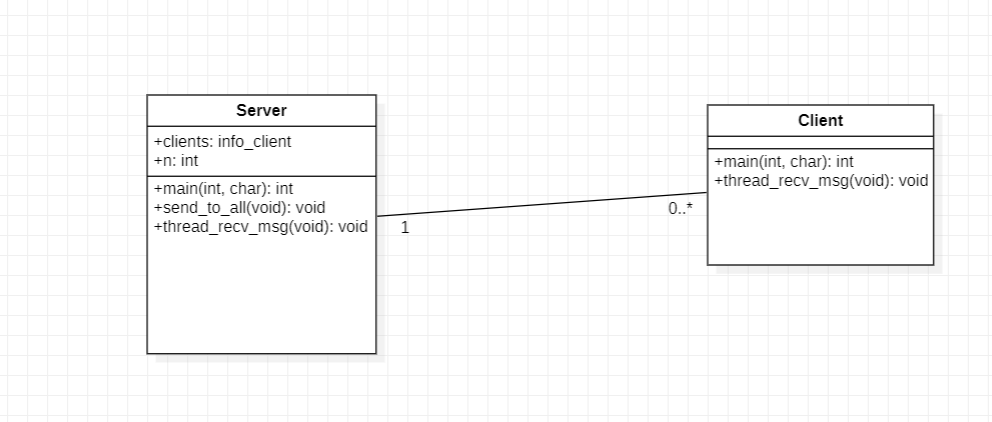 Server
+clients: info_client
+n: int
+main(int, char): int
+send_to_all(void): void
+thread_recv_msg(void): void
1
0..*
Client
+main(int, char): int
+thread_recv_msg(void): void